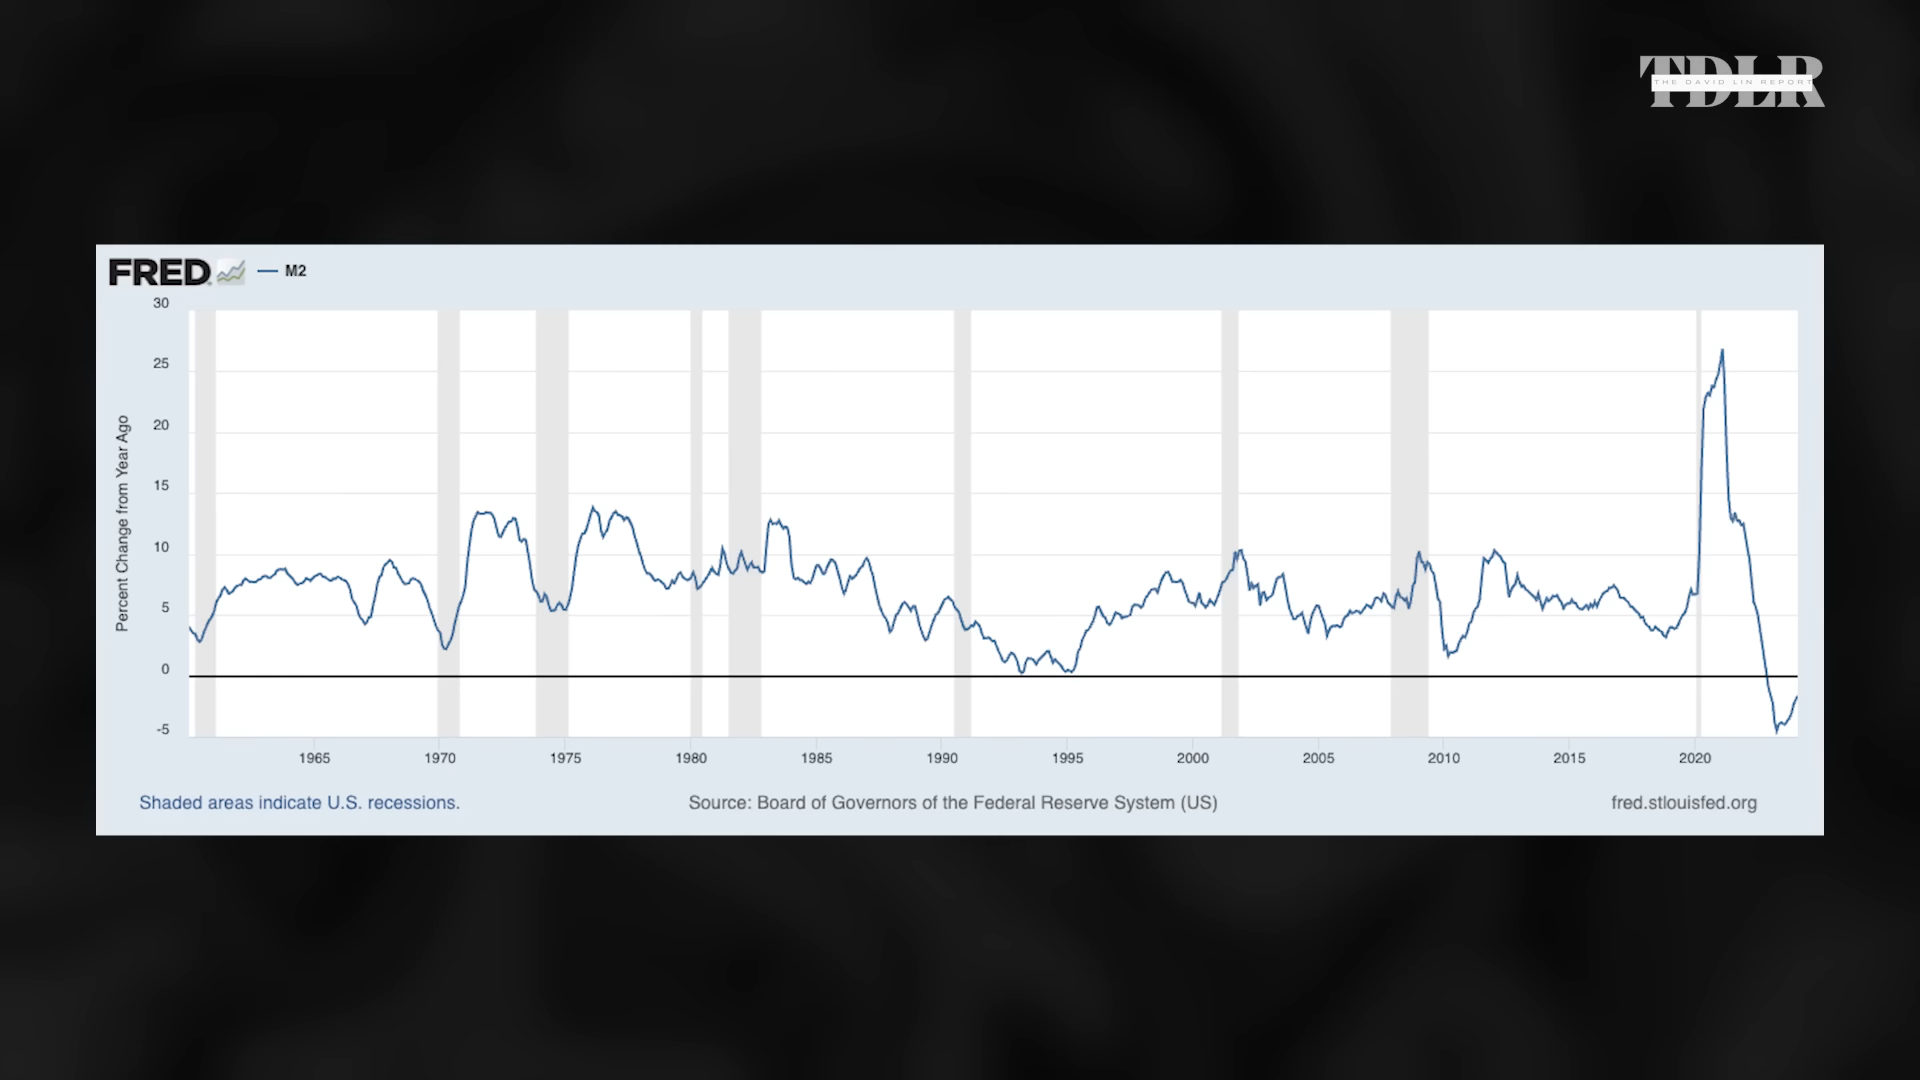 TDLR
THE DAVID LIN REPORT
FRED
M2
30
25
20
15
10
5
0
-5
Percent Change from Year Ago
1965 1970 1975 1980 1985 1990 1995 2000 2005 2010 2015 2020
Shaded areas indicate U.S. recessions.
Source: Board of Governors of the Federal Reserve System (US)
fred.stlouisfed.org